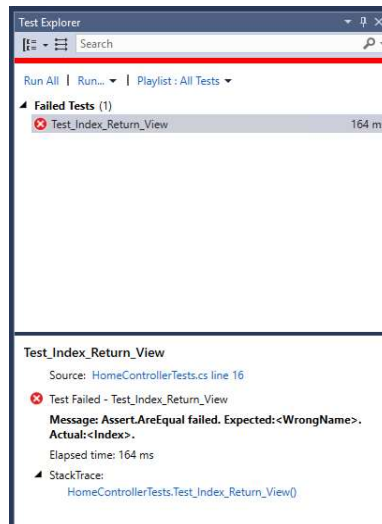 Test Explorer
Search
Run All | Run... | Playlist : All Tests
Failed Tests (1)
Test_Index_Return_View 164 m
Test_Index_Return_View
Source: HomeControllerTests.cs line 16
Test Failed - Test_Index_Return_View
Message: Assert.AreEqual failed. Expected:<WrongName>.
Actual:<Index>.
Elapsed time: 164 ms
StackTrace:
HomeControllerTests.Test_Index_Return_View()